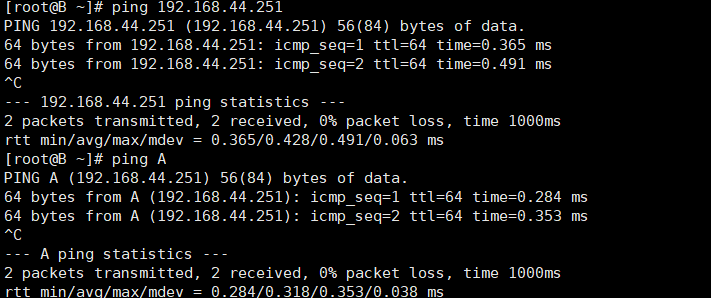 [root@B ~]# ping 192.168.44.251
PING 192.168.44.251 (192.168.44.251) 56(84) bytes of data.
64 bytes from 192.168.44.251: icmp_seq=1 ttl=64 time=0.365 ms
64 bytes from 192.168.44.251: icmp_seq=2 ttl=64 time=0.491 ms
^C
--- 192.168.44.251 ping statistics ---
2 packets transmitted, 2 received, 0% packet loss, time 1000ms
rtt min/avg/max/mdev = 0.365/0.428/0.491/0.063 ms
[root@B ~]# ping A
PING A (192.168.44.251) 56(84) bytes of data.
64 bytes from A (192.168.44.251): icmp_seq=1 ttl=64 time=0.284 ms
64 bytes from A (192.168.44.251): icmp_seq=2 ttl=64 time=0.353 ms
^C
--- A ping statistics ---
2 packets transmitted, 2 received, 0% packet loss, time 1000ms
rtt min/avg/max/mdev = 0.284/0.318/0.353/0.038 ms